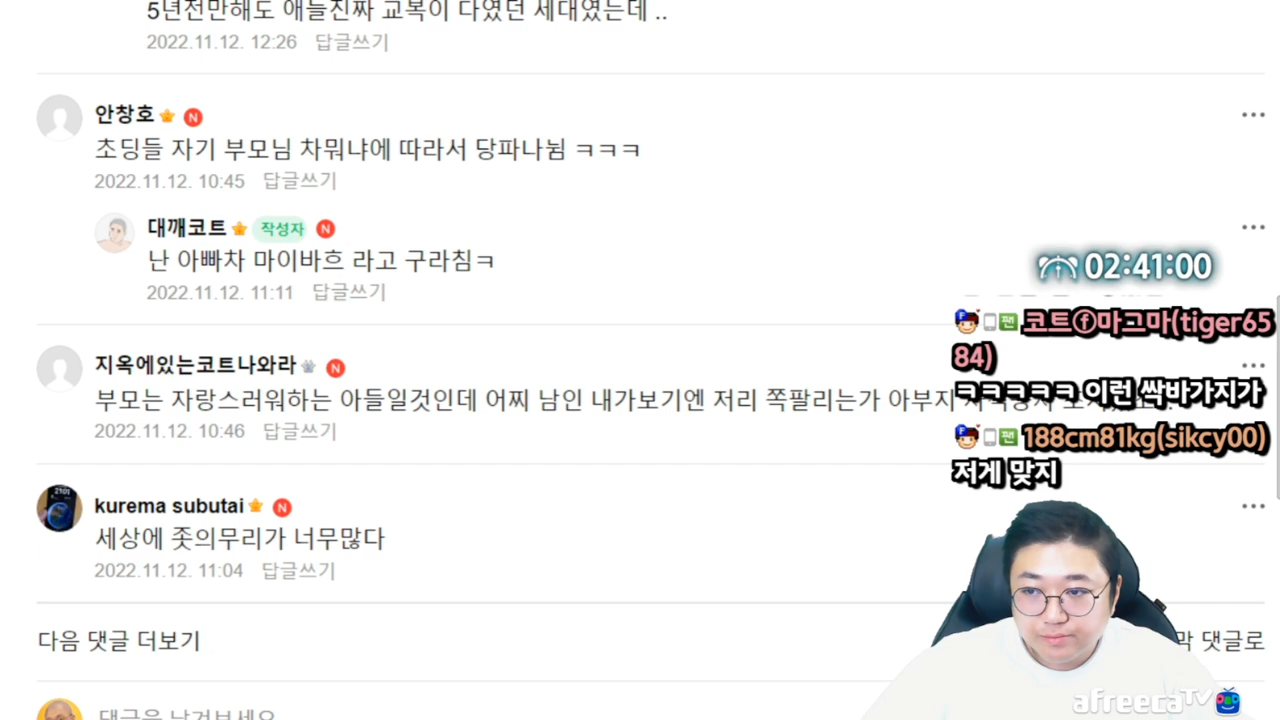 5년전만해도 애들진짜 교복이 다였던 세대였는데 ..
2022.11.12. 12:26 답글쓰기
안창호 N
초딩들 자기 부모님 차뭐냐에 따라서 당파나뉨 ㅋㅋㅋ
2022.11.12. 10:45 답글쓰기
대깨코트 작성자 N
난 아빠차 마이바흐 라고 구라침ㅋ
2022.11.12. 11:11 답글쓰기
02:41:00
코트ⓕ마그마(tiger65
84)
ㅋㅋㅋㅋㅋ 이런 싹바가지가
188cm81kg(sikcy00)
저게 맞지
지옥에있는코트나와라 N
부모는 자랑스러워하는 아들일것인데 어찌 남인 내가보기엔 저리 쪽팔리는가 아부지
2022.11.12. 10:46 답글쓰기
kurema subutai N
세상에 좃의무리가 너무많다
2022.11.12. 11:04 답글쓰기
다음 댓글 더보기
막 댓글로
댓글을 남겨보세요
afreecaTV